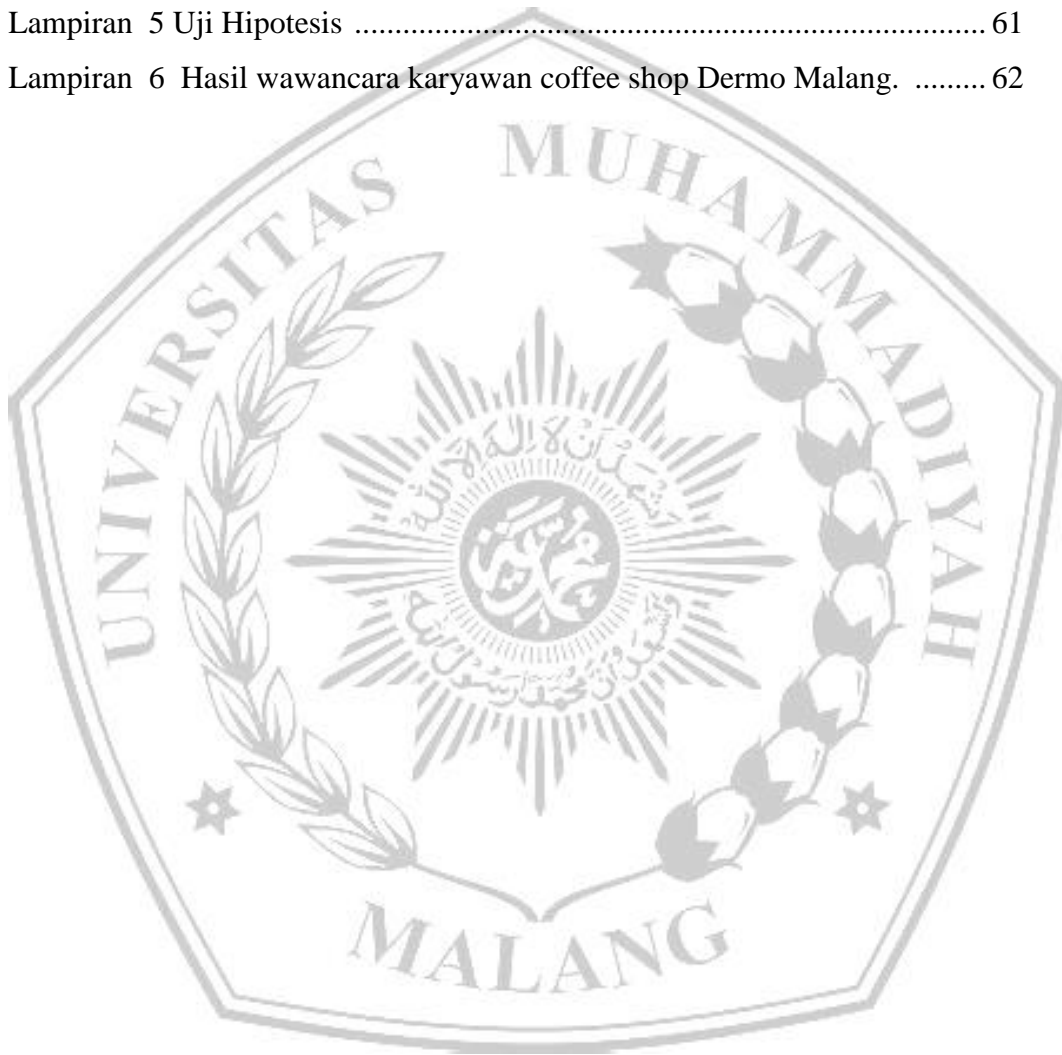 Lampiran 5 Uji Hipotesis ............................................................................... 61
Lampiran 6 Hasil wawancara karyawan coffee shop Dermo Malang. ......... 62
UNIVERSITAS MUHAMMADIYAH
MALANG